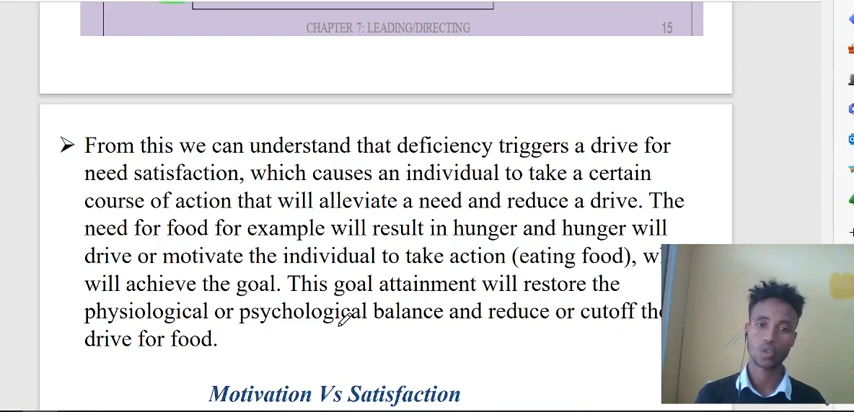 CHAPTER 7: LEADING/DIRECTING 15
➤ From this we can understand that deficiency triggers a drive for
need satisfaction, which causes an individual to take a certain
course of action that will alleviate a need and reduce a drive. The
need for food for example will result in hunger and hunger will
drive or motivate the individual to take action (eating food),
will achieve the goal. This goal attainment will restore the
physiological or psychological balance and reduce or cutoff
drive for food.
Motivation Vs Satisfaction